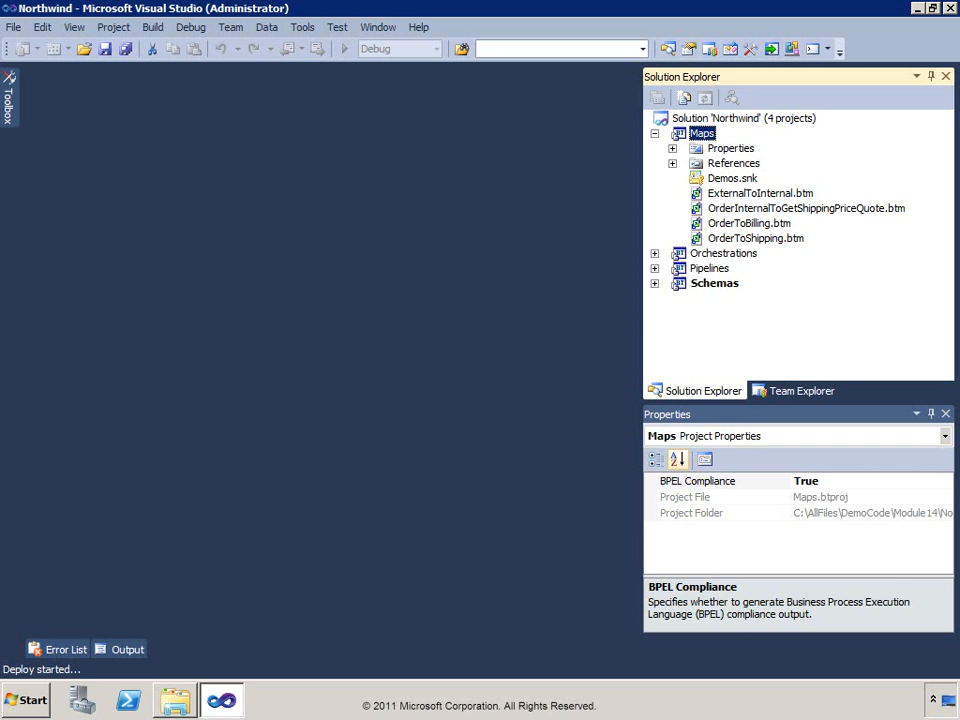 Northwind - Microsoft Visual Studio (Administrator)
File Edit View Project Build Debug Team Data Tools Test Window Help
Debug
Toolbox
Solution Explorer
Solution 'Northwind' (4 projects)
Maps
Properties
References
Demos.snk
ExternalToInternal.btm
OrderInternalToGetShippingPriceQuote.btm
OrderToBilling.btm
OrderToShipping.btm
Orchestrations
Pipelines
Schemas
Solution Explorer Team Explorer
Properties
Maps Project Properties
BPEL Compliance True
Project File Maps.btproj
Project Folder C:\AllFiles\DemoCode\Module14\No
BPEL Compliance
Specifies whether to generate Business Process Execution
Language (BPEL) compliance output.
Error List Output
Deploy started...
Start
© 2011 Microsoft Corporation. All Rights Reserved.